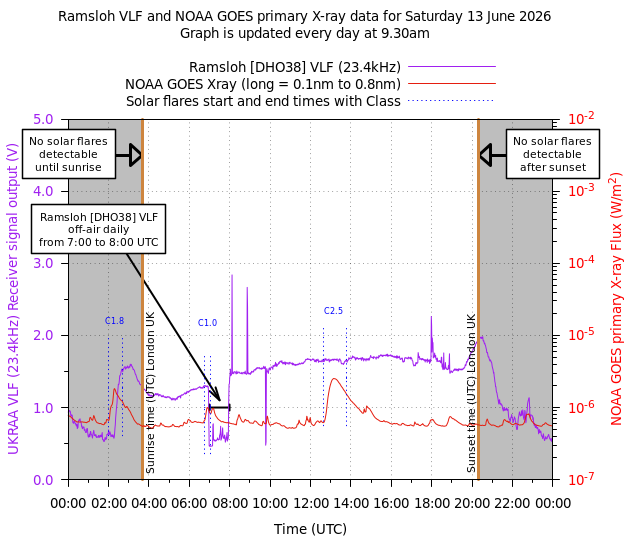 Ramsloh VLF and NOAA GOES primary X-ray data for Saturday 13 June 2026
Graph is updated every day at 9.30am
Ramsloh [DHO38] VLF (23.4kHz)
NOAA GOES Xray (long = 0.1nm to 0.8nm)
Solar flares start and end times with Class
5.0
4.0
3.0
2.0
1.0
0.0
UKRAA VLF (23.4kHz) Receiver signal output (V)
10^-2
10^-3
10^-4
10^-5
10^-6
10^-7
NOAA GOES primary X-ray Flux (W/m²)
No solar flares
detectable
until sunrise
No solar flares
detectable
after sunset
Ramsloh [DHO38] VLF
off-air daily
from 7:00 to 8:00 UTC
C1.8
C1.0
C2.5
Sunrise time (UTC) London UK
Sunset time (UTC) London UK
00:00 02:00 04:00 06:00 08:00 10:00 12:00 14:00 16:00 18:00 20:00 22:00 00:00
Time (UTC)